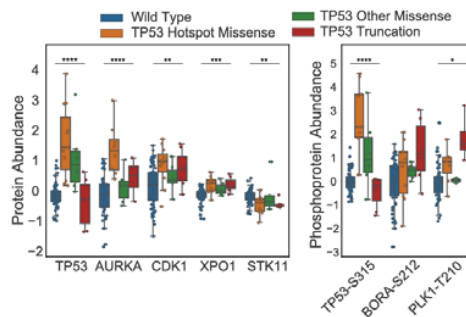 Wild Type
TP53 Hotspot Missense
TP53 Other Missense
TP53 Truncation
Protein Abundance
4
3
2
1
0
−1
−2
**** **** ** *** **
TP53 AURKA CDK1 XPO1 STK11
Phosphoprotein Abundance
5
4
3
2
1
0
−1
−2
−3
**** *
TP53-S315
BORA-S212
PLK1-T210